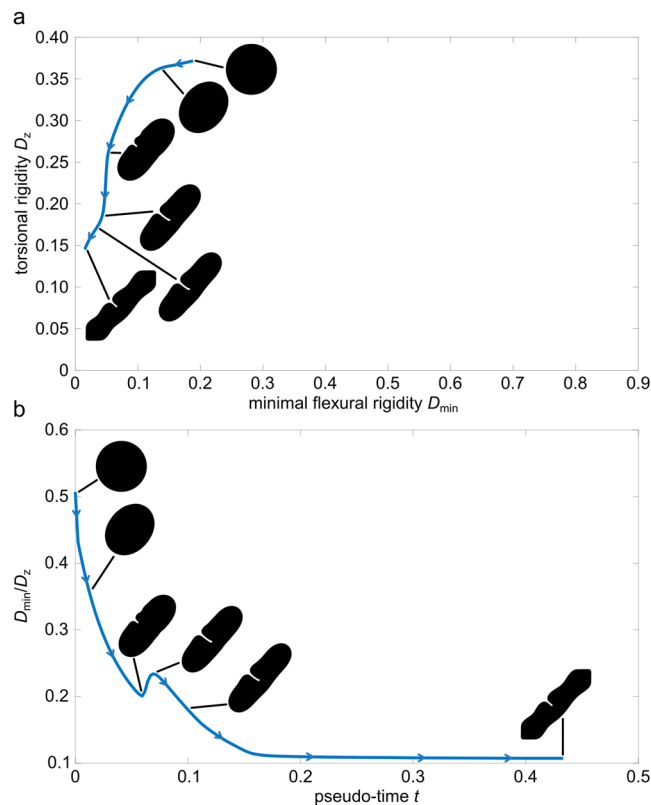 a
0.40
0.35
0.30
0.25
0.20
0.15
0.10
0.05
0
torsional rigidity Dz
0 0.1 0.2 0.3 0.4 0.5 0.6 0.7 0.8 0.9
minimal flexural rigidity Dmin
b
0.6
0.5
0.4
0.3
0.2
0.1
Dmin/Dz
0 0.1 0.2 0.3 0.4 0.5
pseudo-time t